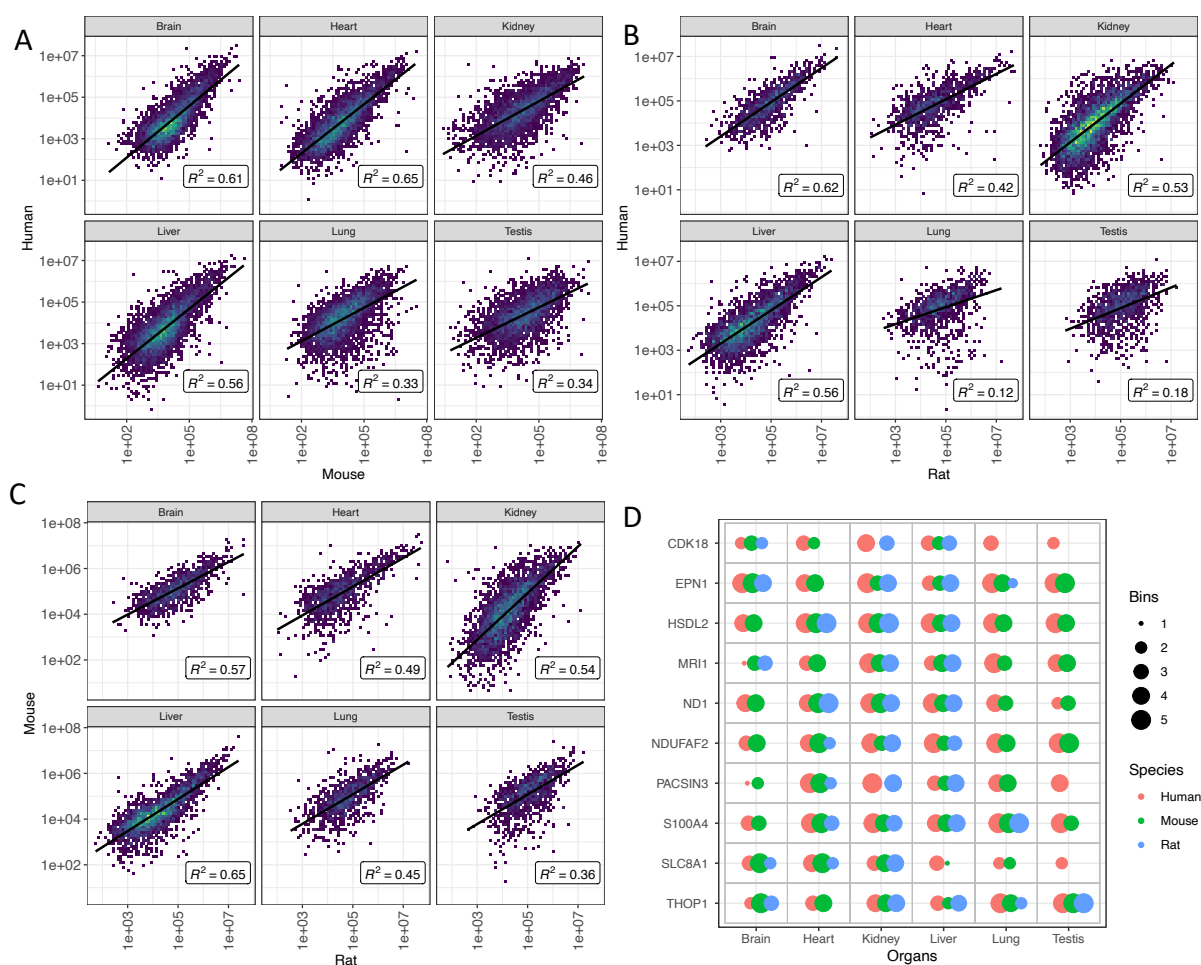 A
Brain Heart Kidney
1e+07
1e+05
1e+03
1e+01
R² = 0.61 R² = 0.65 R² = 0.46
Liver Lung Testis
1e+07
1e+05
1e+03
1e+01
R² = 0.56 R² = 0.33 R² = 0.34
Human
1e+02 1e+05 1e+08 1e+02 1e+05 1e+08 1e+02 1e+05 1e+08
Mouse
B
Brain Heart Kidney
1e+07
1e+05
1e+03
1e+01
R² = 0.62 R² = 0.42 R² = 0.53
Liver Lung Testis
1e+07
1e+05
1e+03
1e+01
R² = 0.56 R² = 0.12 R² = 0.18
Human
1e+03 1e+05 1e+07 1e+03 1e+05 1e+07 1e+03 1e+05 1e+07
Rat
C
Brain Heart Kidney
1e+08
1e+06
1e+04
1e+02
R² = 0.57 R² = 0.49 R² = 0.54
Liver Lung Testis
1e+08
1e+06
1e+04
1e+02
R² = 0.65 R² = 0.45 R² = 0.36
Mouse
1e+03 1e+05 1e+07 1e+03 1e+05 1e+07 1e+03 1e+05 1e+07
Rat
D
CDK18
EPN1
HSDL2
MRI1
ND1
NDUFAF2
PACSIN3
S100A4
SLC8A1
THOP1
Brain Heart Kidney Liver Lung Testis
Organs
Bins
1
2
3
4
5
Species
Human
Mouse
Rat